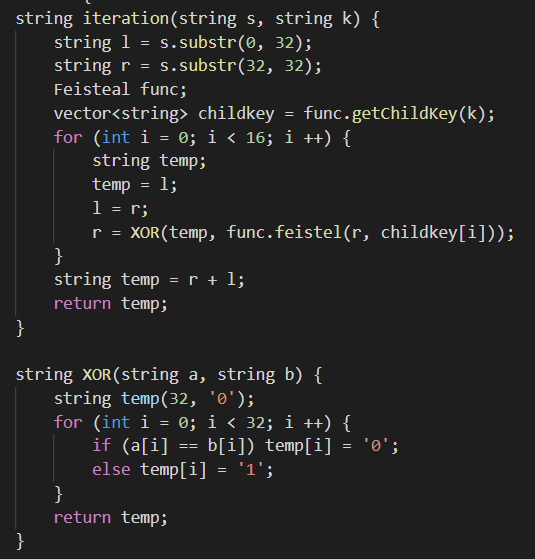 string iteration(string s, string k) {
    string l = s.substr(0, 32);
    string r = s.substr(32, 32);
    Feisteal func;
    vector<string> childkey = func.getChildKey(k);
    for (int i = 0; i < 16; i ++) {
        string temp;
        temp = l;
        l = r;
        r = XOR(temp, func.feistel(r, childkey[i]));
    }
    string temp = r + l;
    return temp;
}

string XOR(string a, string b) {
    string temp(32, '0');
    for (int i = 0; i < 32; i ++) {
        if (a[i] == b[i]) temp[i] = '0';
        else temp[i] = '1';
    }
    return temp;
}